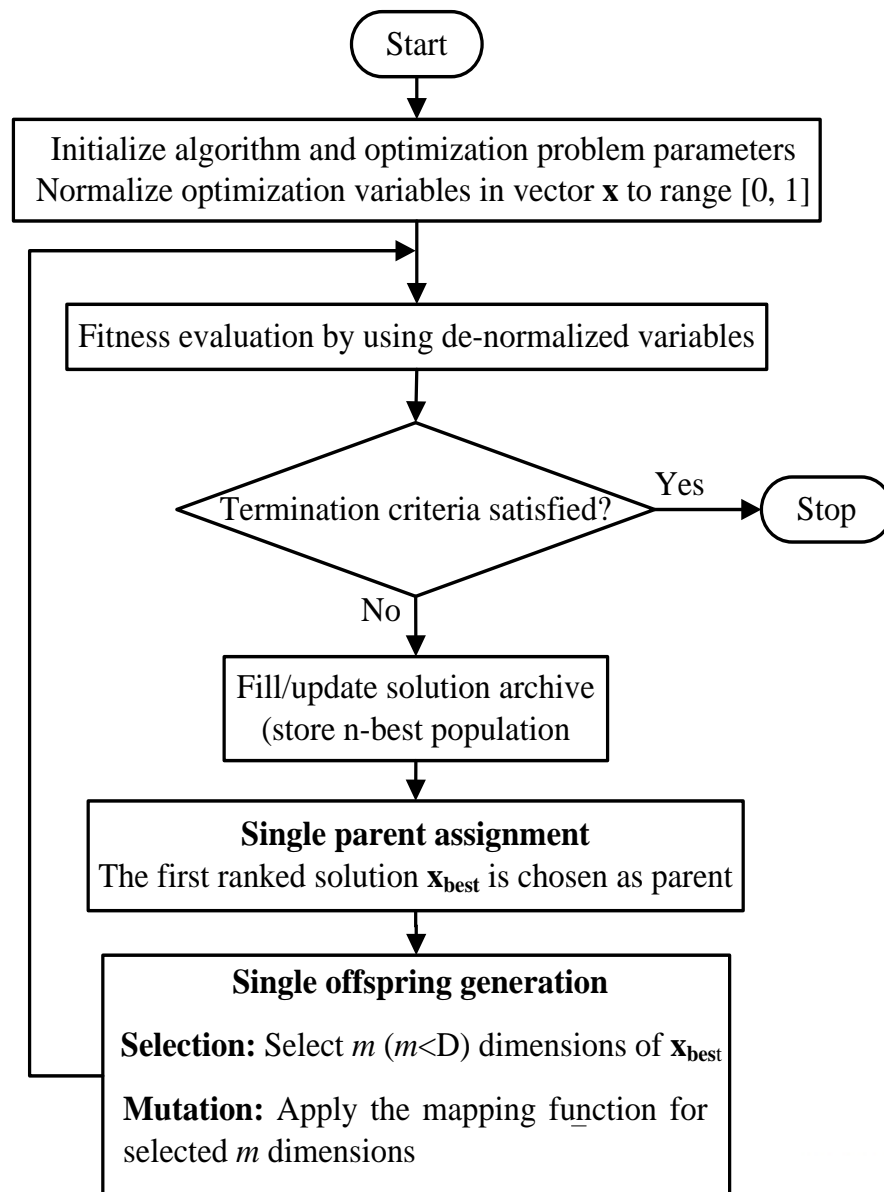 Start
Initialize algorithm and optimization problem parameters
Normalize optimization variables in vector x to range [0, 1]
Fitness evaluation by using de-normalized variables
Termination criteria satisfied?
Yes
Stop
No
Fill/update solution archive
(store n-best population
Single parent assignment
The first ranked solution x_best is chosen as parent
Single offspring generation
Selection: Select m (m<D) dimensions of x_best
Mutation: Apply the mapping function for
selected m dimensions